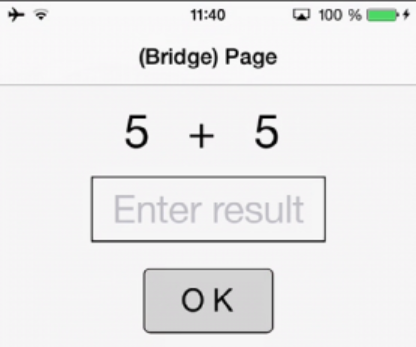 11:40 100 %
(Bridge) Page
5 + 5
Enter result
OK